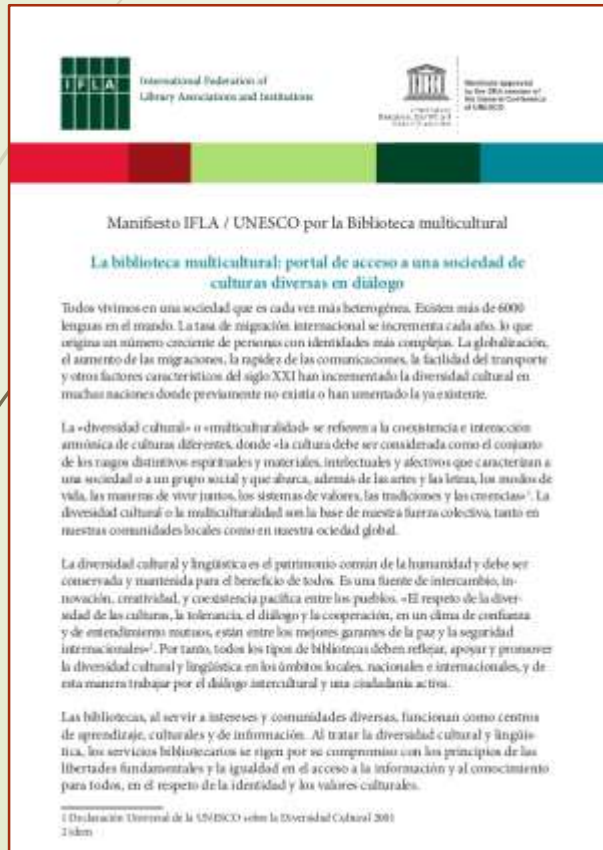 IFLA
International Federation of
Library Associations and Institutions
Manifesto approved
by the 35th session of
the General Conference
of UNESCO
Manifiesto IFLA / UNESCO por la Biblioteca multicultural
La biblioteca multicultural: portal de acceso a una sociedad de
culturas diversas en diálogo
Todos vivimos en una sociedad que es cada vez más heterogénea. Existen más de 6000
lenguas en el mundo. La tasa de migración internacional se incrementa cada año, lo que
origina un número creciente de personas con identidades más complejas. La globalización,
el aumento de las migraciones, la rapidez de las comunicaciones, la facilidad del transporte
y otros factores característicos del siglo XXI han incrementado la diversidad cultural en
muchas naciones donde previamente no existía o han umentado la ya existente.
La «diversidad cultural» o «multiculturalidad» se refieren a la coexistencia e interacción
armónica de culturas diferentes, donde «la cultura debe ser considerada como el conjunto
de los rasgos distintivos espirituales y materiales, intelectuales y afectivos que caracterizan a
una sociedad o a un grupo social y que abarca, además de las artes y las letras, los modos de
vida, las maneras de vivir juntos, los sistemas de valores, las tradiciones y las creencias»1. La
diversidad cultural o la multiculturalidad son la base de nuestra fuerza colectiva, tanto en
nuestras comunidades locales como en nuestra ociedad global.
La diversidad cultural y lingüística es el patrimonio común de la humanidad y debe ser
conservada y mantenida para el beneficio de todos. Es una fuente de intercambio, in-
novación, creatividad, y coexistencia pacífica entre los pueblos. «El respeto de la diver-
sidad de las culturas, la tolerancia, el diálogo y la cooperación, en un clima de confianza
y de entendimiento mutuos, están entre los mejores garantes de la paz y la seguridad
internacionales»2. Por tanto, todos los tipos de bibliotecas deben reflejar, apoyar y promover
la diversidad cultural y lingüística en los ámbitos locales, nacionales e internacionales, y de
esta manera trabajar por el diálogo intercultural y una ciudadanía activa.
Las bibliotecas, al servir a intereses y comunidades diversas, funcionan como centros
de aprendizaje, culturales y de información. Al tratar la diversidad cultural y lingüís-
tica, los servicios bibliotecarios se rigen por su compromiso con los principios de las
libertades fundamentales y la igualdad en el acceso a la información y al conocimiento
para todos, en el respeto de la identidad y los valores culturales.
1 Declaración Universal de la UNESCO sobre la Diversidad Cultural 2001
2 idem